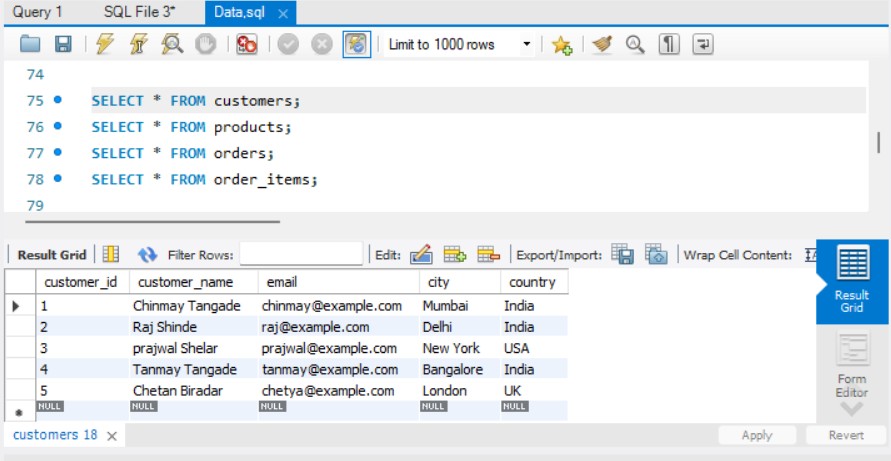 Query 1 SQL File 3* Data,sql ×
Limit to 1000 rows
74
75 SELECT * FROM customers;
76 SELECT * FROM products;
77 SELECT * FROM orders;
78 SELECT * FROM order_items;
79
Result Grid Filter Rows: Edit: Export/Import: Wrap Cell Content:
customer_id customer_name email city country
1 Chinmay Tangade chinmay@example.com Mumbai India
2 Raj Shinde raj@example.com Delhi India
3 prajwal Shelar prajwal@example.com New York USA
4 Tanmay Tangade tanmay@example.com Bangalore India
5 Chetan Biradar chetya@example.com London UK
NULL NULL NULL NULL NULL
Result
Grid
Form
Editor
customers 18 ×
Apply Revert